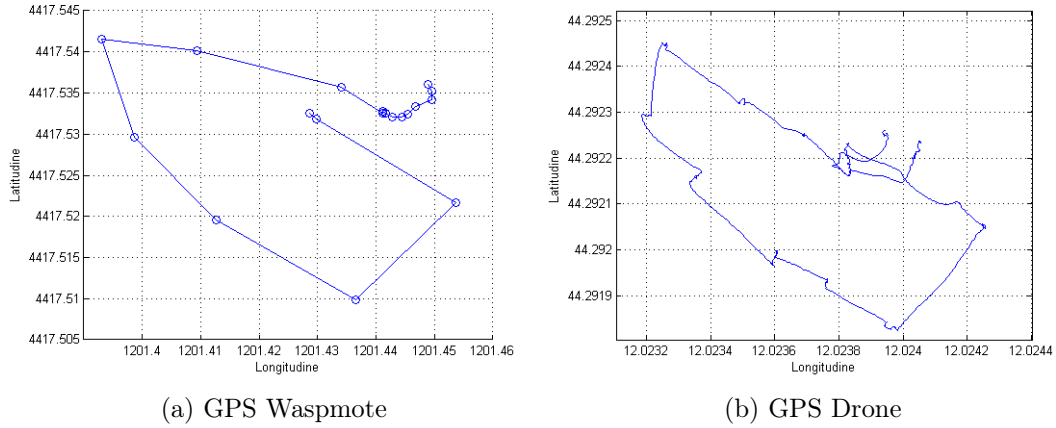 4417.545
4417.54
4417.535
4417.53
4417.525
4417.52
4417.515
4417.51
4417.505
Latitudine
1201.4 1201.41 1201.42 1201.43 1201.44 1201.45 1201.46
Longitudine
(a) GPS Waspmote
44.2925
44.2924
44.2923
44.2922
44.2921
44.292
44.2919
Latitudine
12.0232 12.0234 12.0236 12.0238 12.024 12.0242 12.0244
Longitudine
(b) GPS Drone